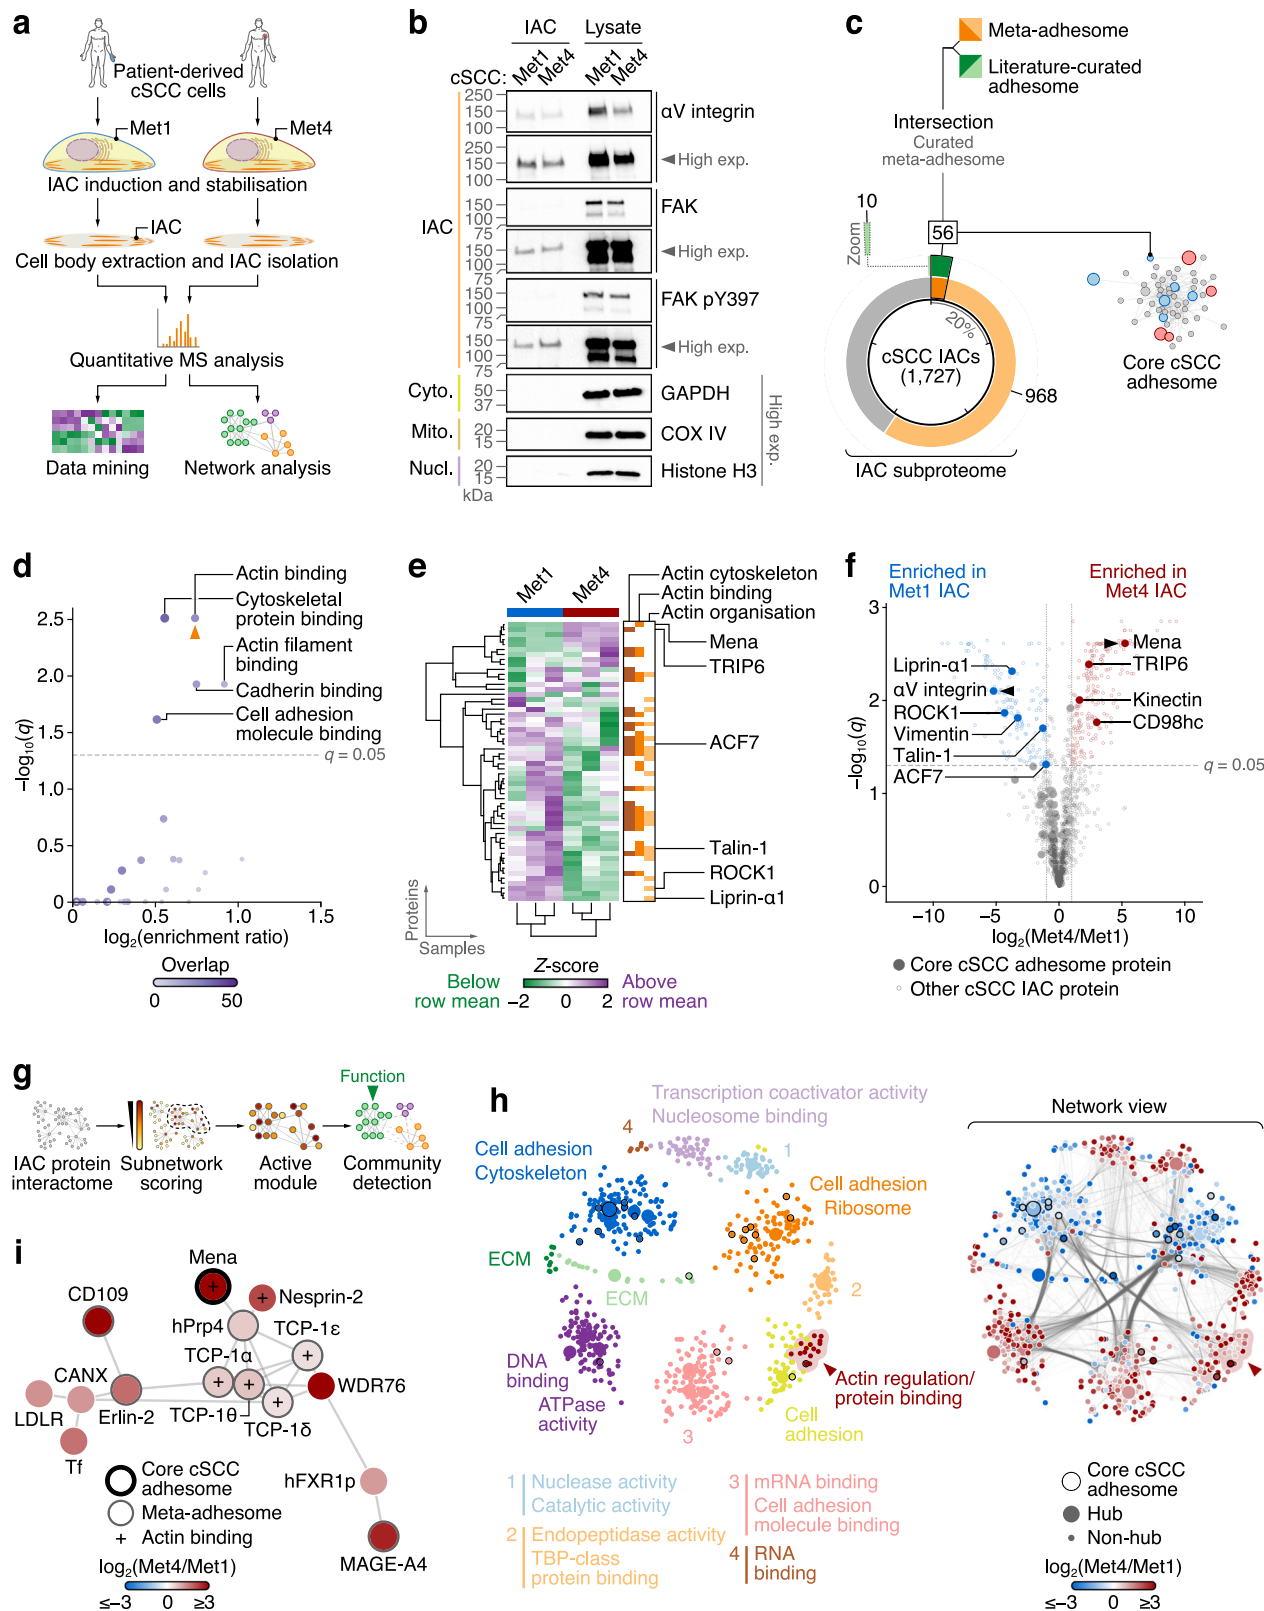 a
Patient-derived
cSCC cells
Met1
Met4
IAC induction and stabilisation
IAC
Cell body extraction and IAC isolation
Quantitative MS analysis
Data mining
Network analysis
b
IAC
Lysate
cSCC:
Met1
Met4
Met1
Met4
250
150
100
αV integrin
250
150
100
High exp.
IAC
150
100
FAK
75
150
100
High exp.
75
150
100
FAK pY397
75
150
100
High exp.
Cyto.
75
50
37
GAPDH
Mito.
20
15
COX IV
Nucl.
20
15
Histone H3
kDa
High exp.
c
Meta-adhesome
Literature-curated
adhesome
Intersection
Curated
meta-adhesome
10
Zoom
56
20%
cSCC IACs
(1,727)
968
IAC subproteome
Core cSCC
adhesome
d
Actin binding
Cytoskeletal
protein binding
Actin filament
binding
Cadherin binding
Cell adhesion
molecule binding
q = 0.05
−log10(q)
2.5
2.0
1.5
1.0
0.5
0
0
0.5
1.0
1.5
log2(enrichment ratio)
Overlap
0
50
e
Met1
Met4
Actin cytoskeleton
Actin binding
Actin organisation
Mena
TRIP6
ACF7
Talin-1
ROCK1
Liprin-α1
Proteins
Samples
Z-score
Below
row mean
−2
0
2
Above
row mean
f
Enriched in
Met1 IAC
Enriched in
Met4 IAC
3
2
1
0
−log10(q)
Liprin-α1
αV integrin
ROCK1
Vimentin
Talin-1
ACF7
Mena
TRIP6
Kinectin
CD98hc
q = 0.05
−10
−5
0
5
10
log2(Met4/Met1)
Core cSCC adhesome protein
Other cSCC IAC protein
g
Function
IAC protein
interactome
Subnetwork
scoring
Active
module
Community
detection
h
Transcription coactivator activity
Nucleosome binding
4
1
Cell adhesion
Cytoskeleton
Cell adhesion
Ribosome
ECM
ECM
2
DNA
binding
ATPase
activity
3
Cell
adhesion
Actin regulation/
protein binding
Network view
1
Nuclease activity
Catalytic activity
2
Endopeptidase activity
TBP-class
protein binding
3
mRNA binding
Cell adhesion
molecule binding
4
RNA
binding
Core cSCC
adhesome
Hub
Non-hub
log2(Met4/Met1)
≤−3
0
≥3
i
Mena
CD109
Nesprin-2
hPrp4
TCP-1ε
TCP-1α
CANX
WDR76
LDLR
Erlin-2
TCP-1θ
TCP-1δ
Tf
hFXR1p
MAGE-A4
Core cSCC
adhesome
Meta-adhesome
+ Actin binding
log2(Met4/Met1)
≤−3
0
≥3